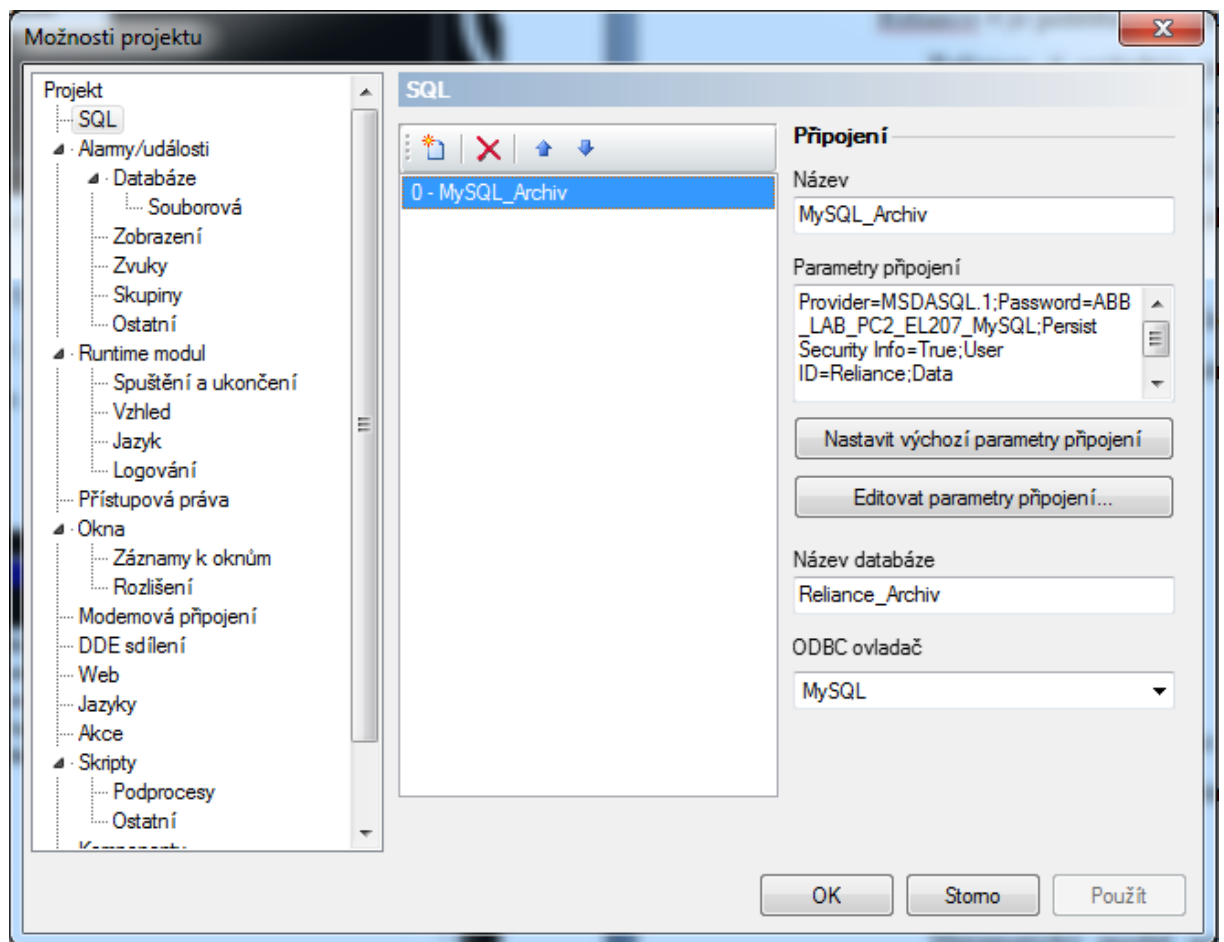 Možnosti projektu
Projekt
SQL
Alarmy/události
Databáze
Souborová
Zobrazení
Zvuky
Skupiny
Ostatní
Runtime modul
Spuštění a ukončení
Vzhled
Jazyk
Logování
Přístupová práva
Okna
Záznamy k oknům
Rozlišení
Modemová připojení
DDE sdílení
Web
Jazyky
Akce
Skripty
Podprocesy
Ostatní
SQL
0 - MySQL_Archiv
Připojení
Název
MySQL_Archiv
Parametry připojení
Provider=MSDASQL.1;Password=ABB
_LAB_PC2_EL207_MySQL;Persist
Security Info=True;User
ID=Reliance;Data
Nastavit výchozí parametry připojení
Editovat parametry připojení...
Název databáze
Reliance_Archiv
ODBC ovladač
MySQL
OK
Storno
Použít